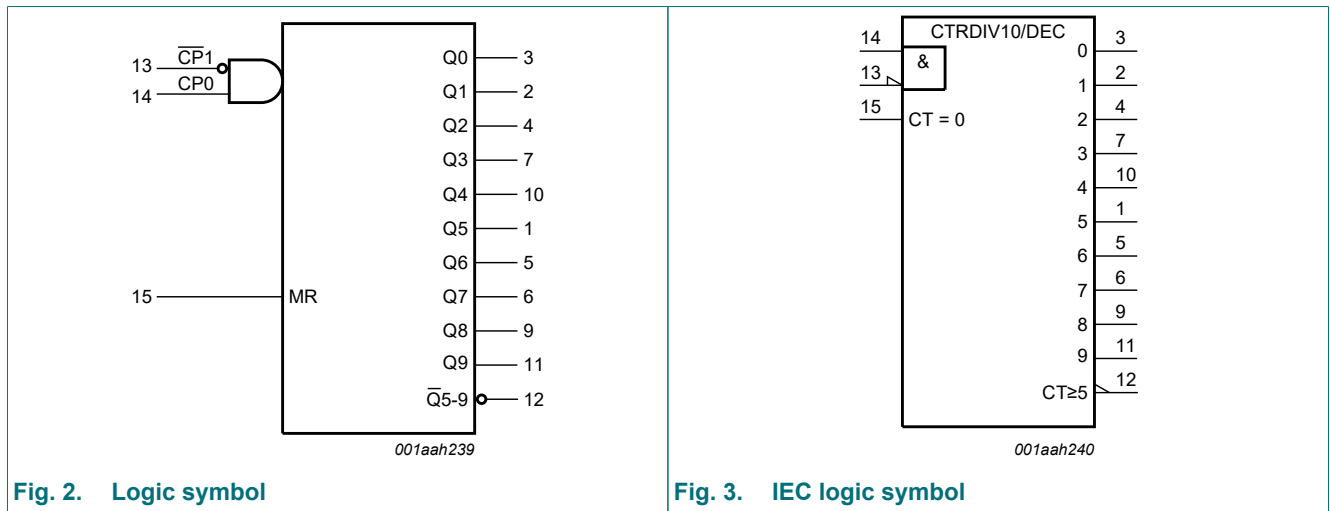 13 C̅P̅1 Q0 3
14 CP0
Q1 2
Q2 4
Q3 7
Q4 10
Q5 1
Q6 5
15 MR Q7 6
Q8 9
Q9 11
Q̅5-9 12
001aah239
Fig. 2. Logic symbol
CTRDIV10/DEC
14 & 0 3
13 1 2
15 CT = 0 2 4
3 7
4 10
5 1
6 5
7 6
8 9
9 11
CT≥5 12
001aah240
Fig. 3. IEC logic symbol